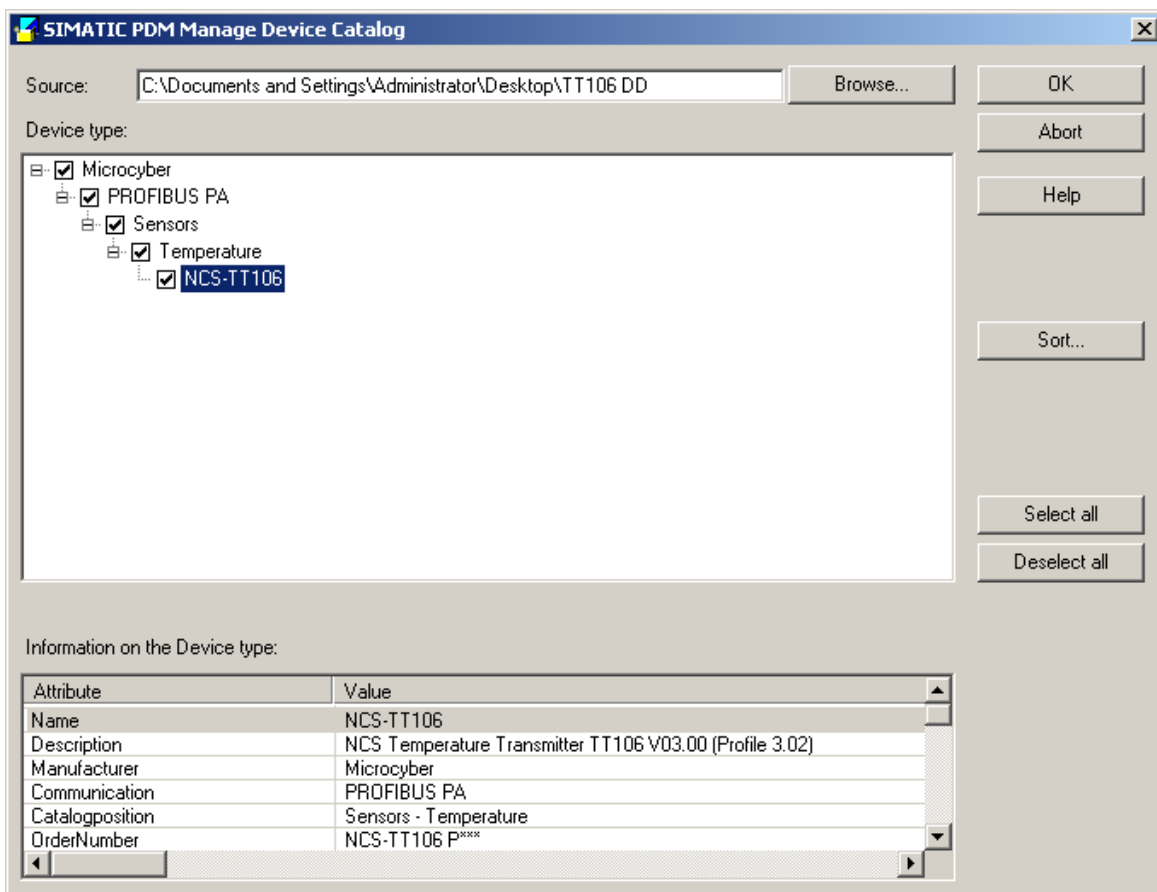 SIMATIC PDM Manage Device Catalog
Source: C:\Documents and Settings\Administrator\Desktop\TT106 DD Browse... OK
Device type: Abort
Microcyber
PROFIBUS PA Help
Sensors
Temperature
NCS-TT106
Sort...
Select all
Deselect all
Information on the Device type:
Attribute Value
Name NCS-TT106
Description NCS Temperature Transmitter TT106 V03.00 (Profile 3.02)
Manufacturer Microcyber
Communication PROFIBUS PA
Catalogposition Sensors - Temperature
OrderNumber NCS-TT106 P***